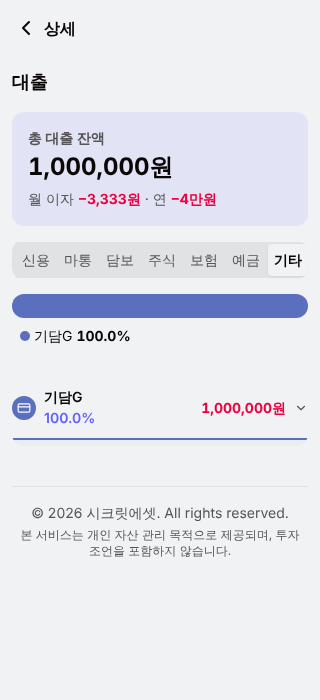 상세
대출
총 대출 잔액
1,000,000원
월 이자 −3,333원 · 연 −4만원
신용 마통 담보 주식 보험 예금 기타
기담G 100.0%
기담G
100.0%
1,000,000원
© 2026 시크릿에셋. All rights reserved.
본 서비스는 개인 자산 관리 목적으로 제공되며, 투자
조언을 포함하지 않습니다.